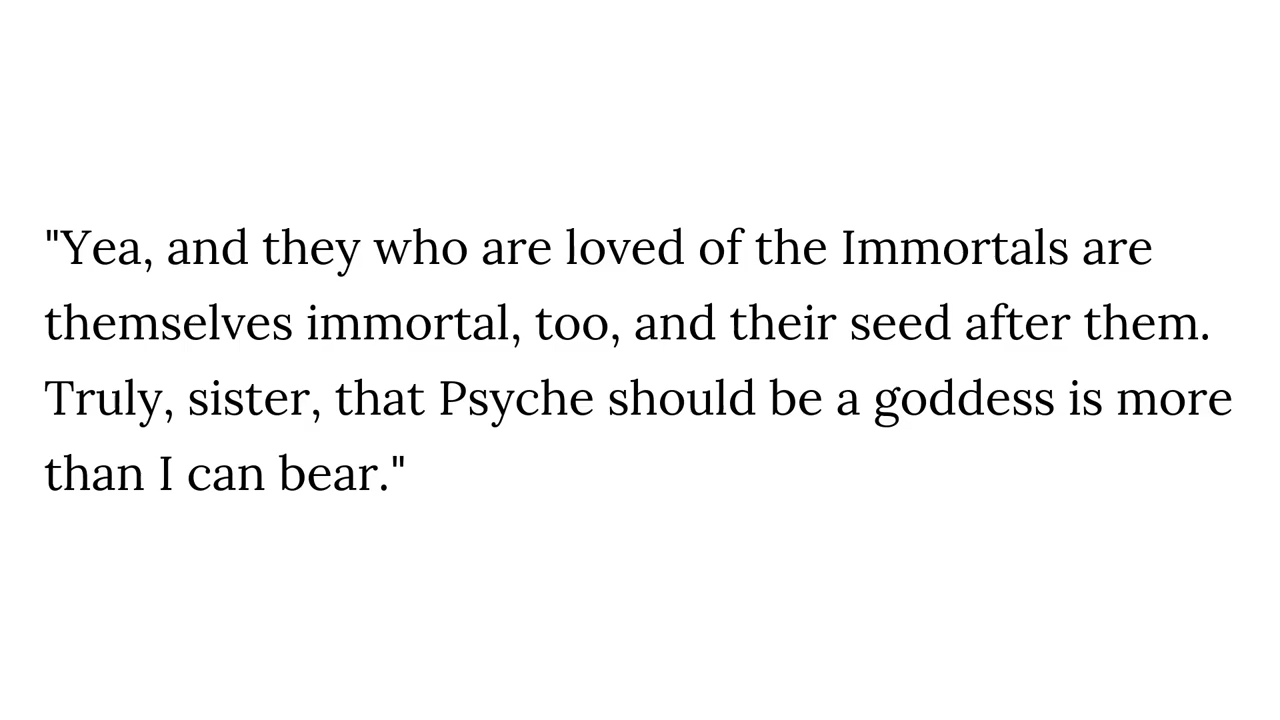 "Yea, and they who are loved of the Immortals are
themselves immortal, too, and their seed after them.
Truly, sister, that Psyche should be a goddess is more
than I can bear."